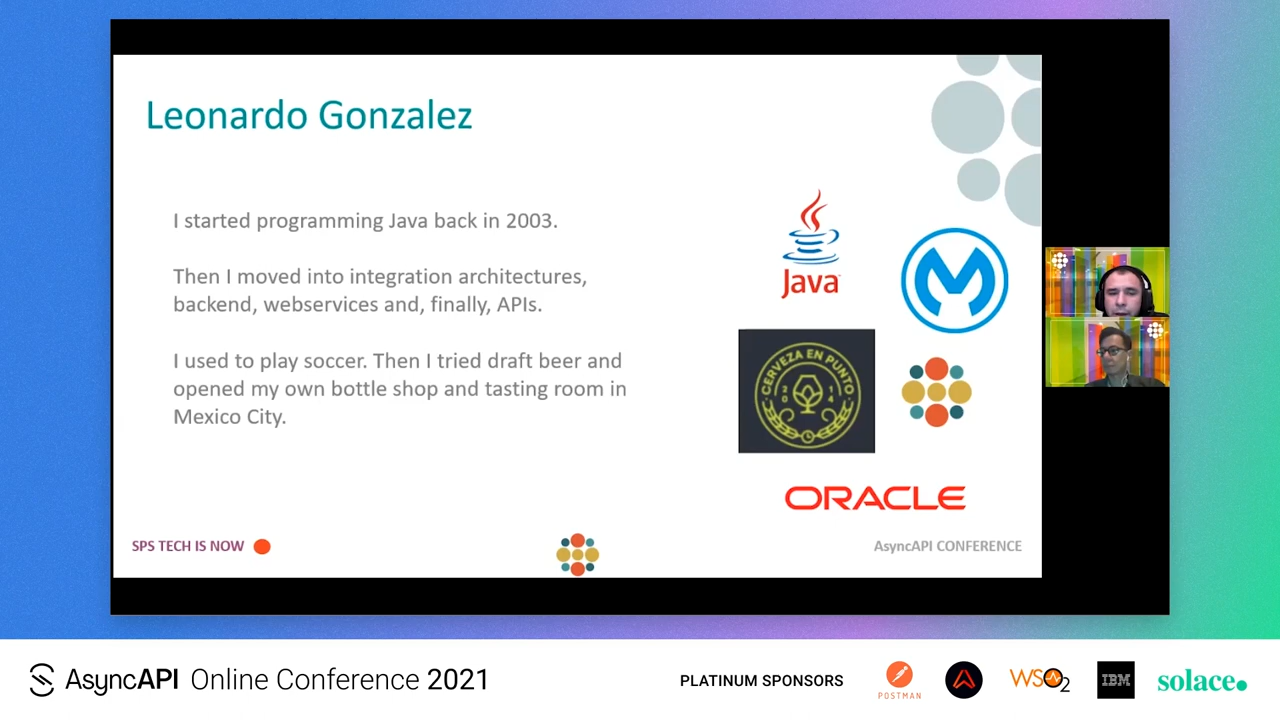 Leonardo Gonzalez
I started programming Java back in 2003.
Then I moved into integration architectures,
backend, webservices and, finally, APIs.
I used to play soccer. Then I tried draft beer and
opened my own bottle shop and tasting room in
Mexico City.
Java
CERVEZA EN PUNTO
20 14
ORACLE
SPS TECH IS NOW
AsyncAPI CONFERENCE
AsyncAPI Online Conference 2021
PLATINUM SPONSORS
POSTMAN
WSO2
IBM
solace.